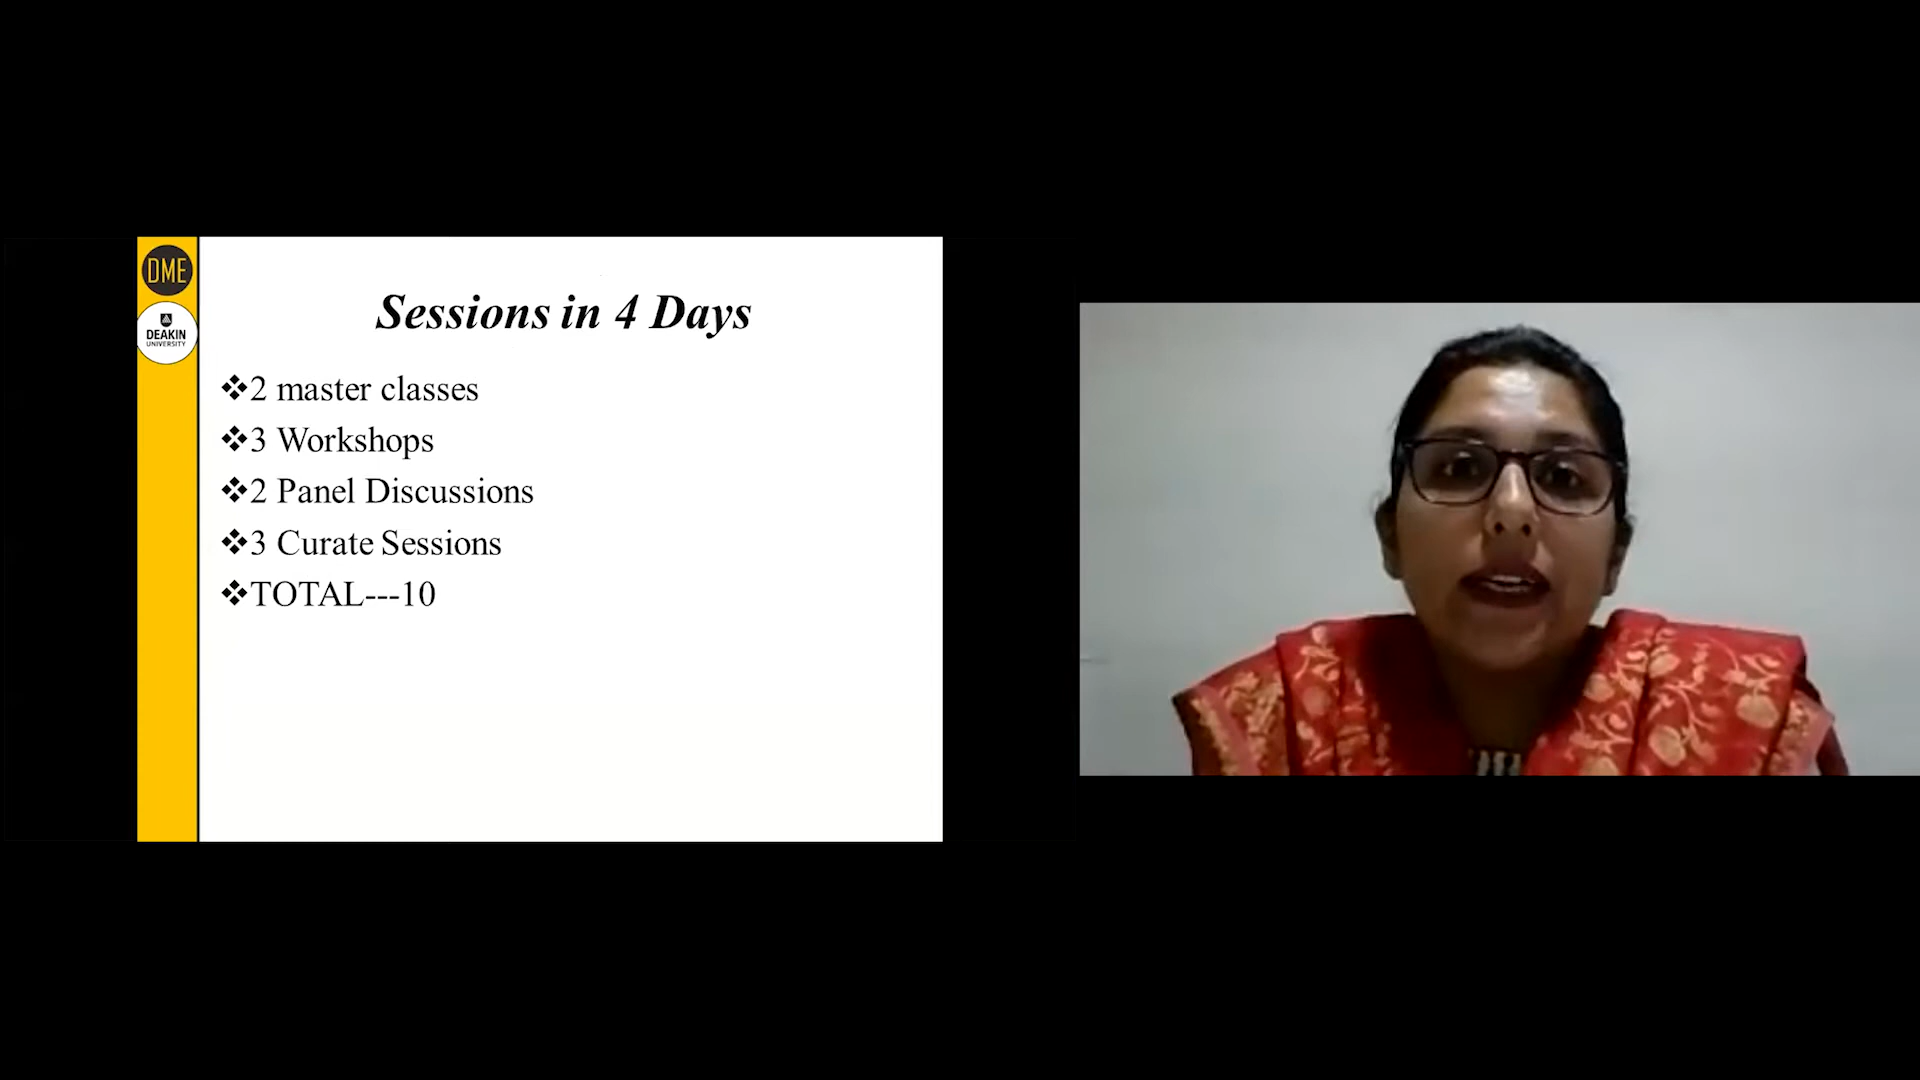 DME
DEAKIN
UNIVERSITY
Sessions in 4 Days
❖2 master classes
❖3 Workshops
❖2 Panel Discussions
❖3 Curate Sessions
❖TOTAL---10